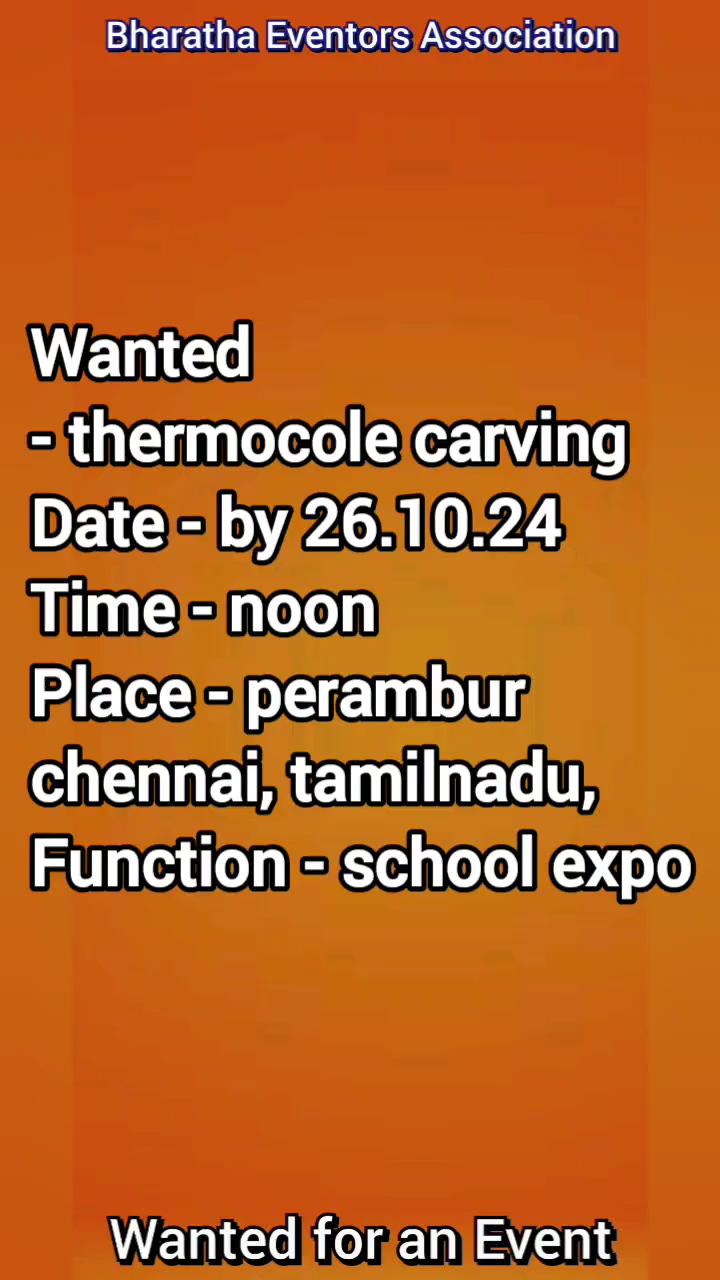 Bharatha Eventors Association
Wanted
- thermocole carving
Date - by 26.10.24
Time - noon
Place - perambur
chennai, tamilnadu,
Function - school expo
Wanted for an Event